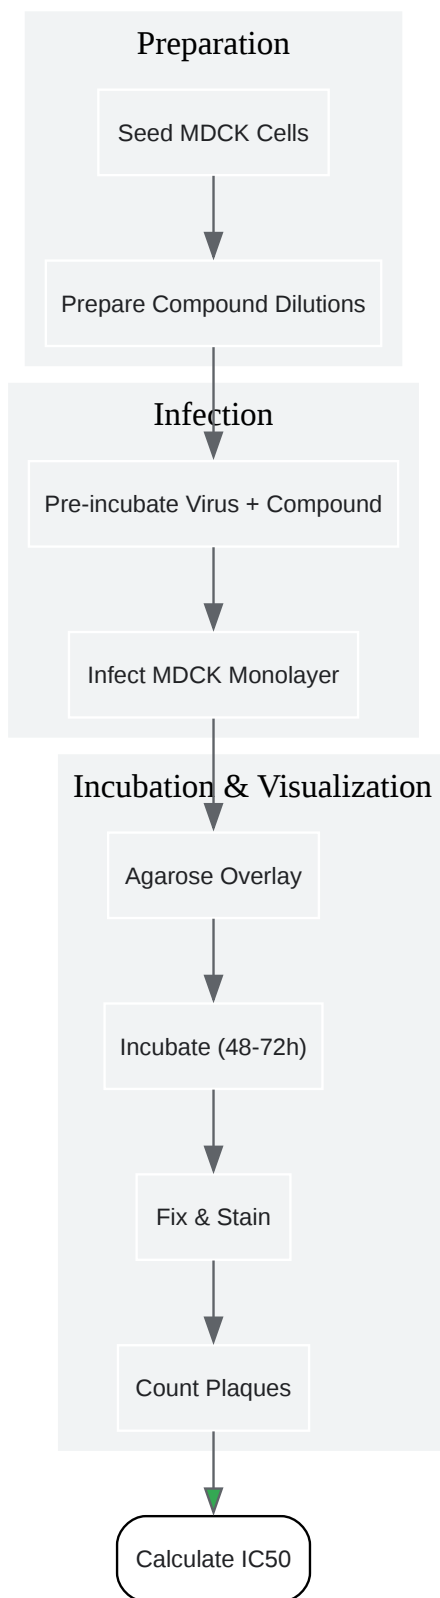 Preparation
Seed MDCK Cells
Prepare Compound Dilutions
Infection
Pre-incubate Virus + Compound
Infect MDCK Monolayer
Incubation & Visualization
Agarose Overlay
Incubate (48-72h)
Fix & Stain
Count Plaques
Calculate IC50